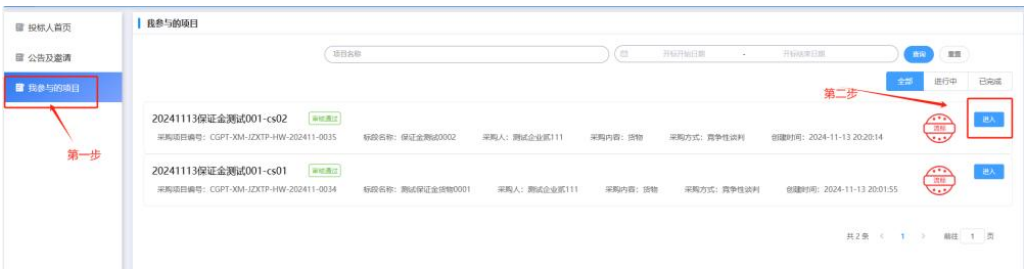 投标人首页
公告及邀请
我参与的项目
第一步
我参与的项目
项目名称
开标开始日期 - 开标结束日期
查询 重置
全部 进行中 已完成
第二步
20241113保证金测试001-cs02 审核通过
采购项目编号：CGPT-XM-JZXTP-HW-202411-0035 标段名称：保证金测试0002 采购人：测试企业贰111 采购内容：货物 采购方式：竞争性谈判 创建时间：2024-11-13 20:20:14
流标
进入
20241113保证金测试001-cs01 审核通过
采购项目编号：CGPT-XM-JZXTP-HW-202411-0034 标段名称：测试保证金货物0001 采购人：测试企业贰111 采购内容：货物 采购方式：竞争性谈判 创建时间：2024-11-13 20:01:55
流标
进入
共 2 条 < 1 > 前往 1 页